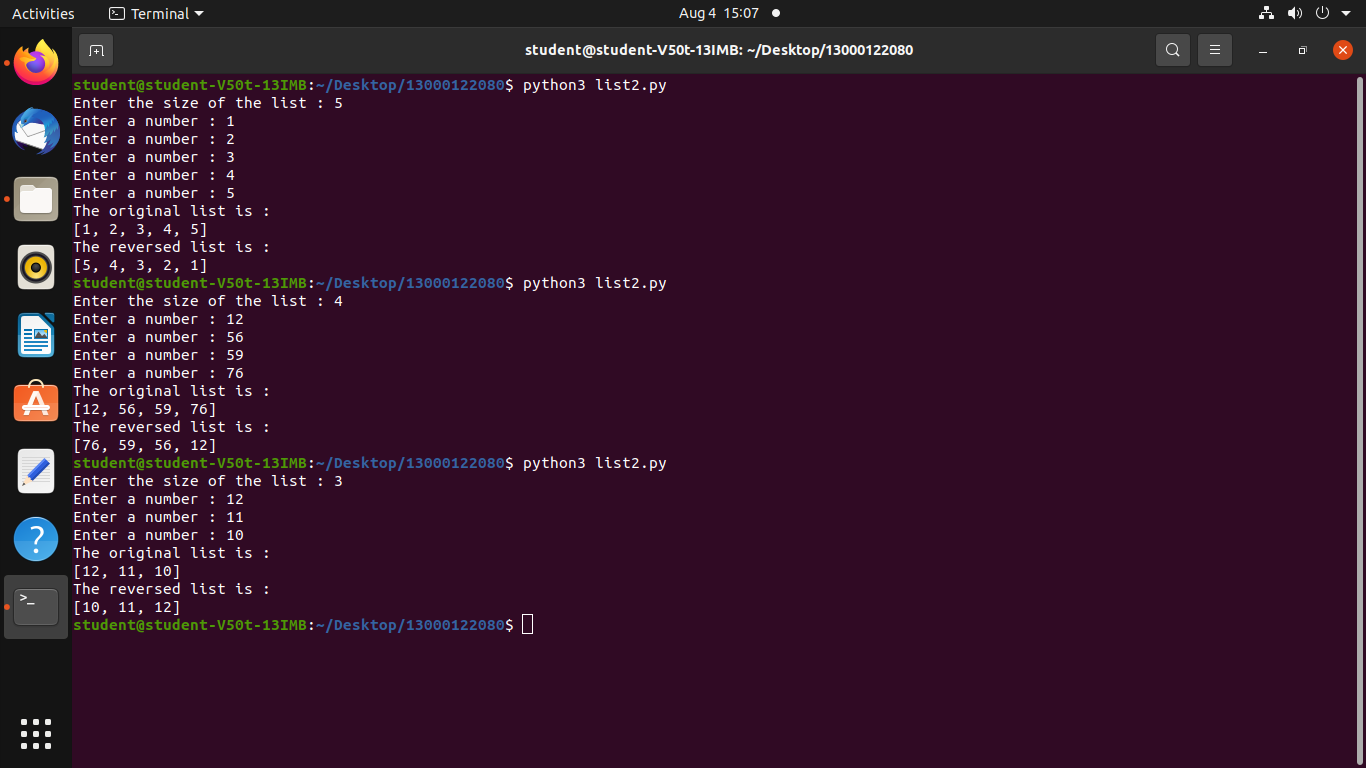 Activities
Terminal
Aug 4 15:07
student@student-V50t-13IMB: ~/Desktop/13000122080
student@student-V50t-13IMB:~/Desktop/13000122080$ python3 list2.py
Enter the size of the list : 5
Enter a number : 1
Enter a number : 2
Enter a number : 3
Enter a number : 4
Enter a number : 5
The original list is :
[1, 2, 3, 4, 5]
The reversed list is :
[5, 4, 3, 2, 1]
student@student-V50t-13IMB:~/Desktop/13000122080$ python3 list2.py
Enter the size of the list : 4
Enter a number : 12
Enter a number : 56
Enter a number : 59
Enter a number : 76
The original list is :
[12, 56, 59, 76]
The reversed list is :
[76, 59, 56, 12]
student@student-V50t-13IMB:~/Desktop/13000122080$ python3 list2.py
Enter the size of the list : 3
Enter a number : 12
Enter a number : 11
Enter a number : 10
The original list is :
[12, 11, 10]
The reversed list is :
[10, 11, 12]
student@student-V50t-13IMB:~/Desktop/13000122080$